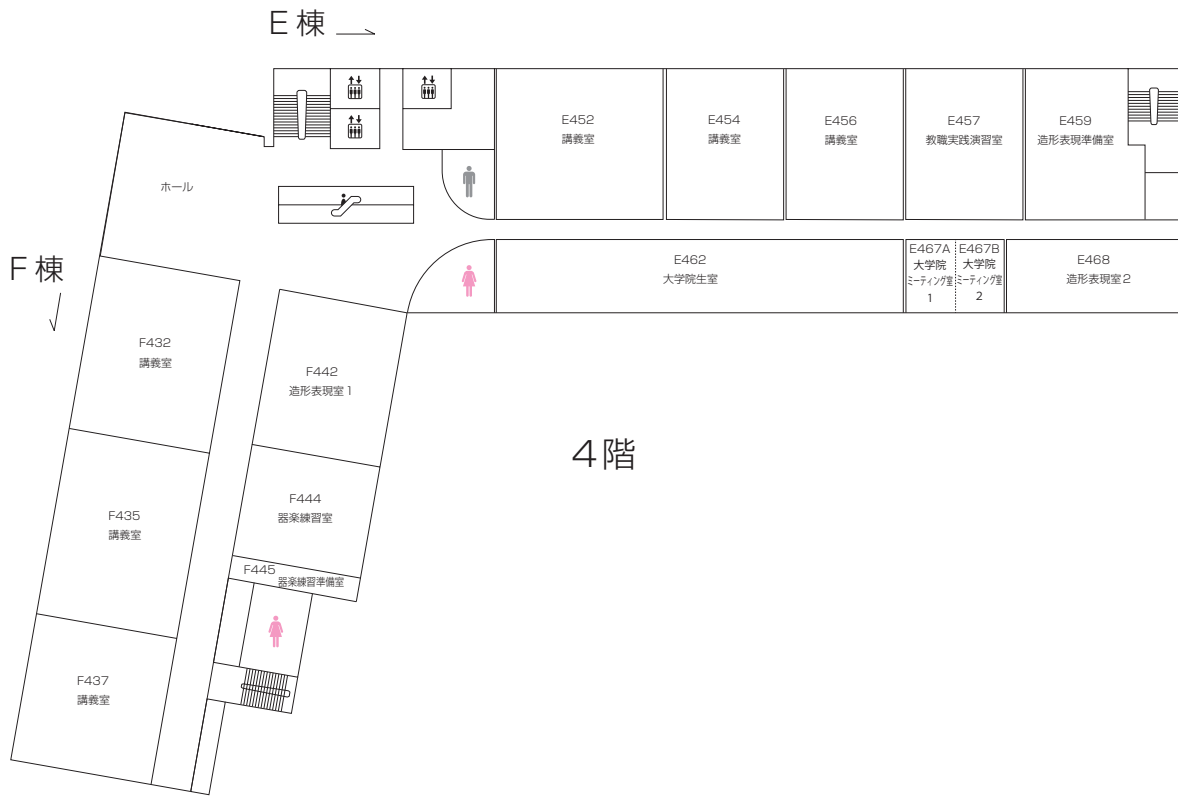 E棟
E452
講義室
E454
講義室
E456
講義室
E457
教職実践演習室
E459
造形表現準備室
ホール
F棟
E462
大学院生室
E467A
大学院
ミーティング室
1
E467B
大学院
ミーティング室
2
E468
造形表現室2
F432
講義室
F442
造形表現室1
4階
F444
器楽練習室
F435
講義室
F445
器楽練習準備室
F437
講義室